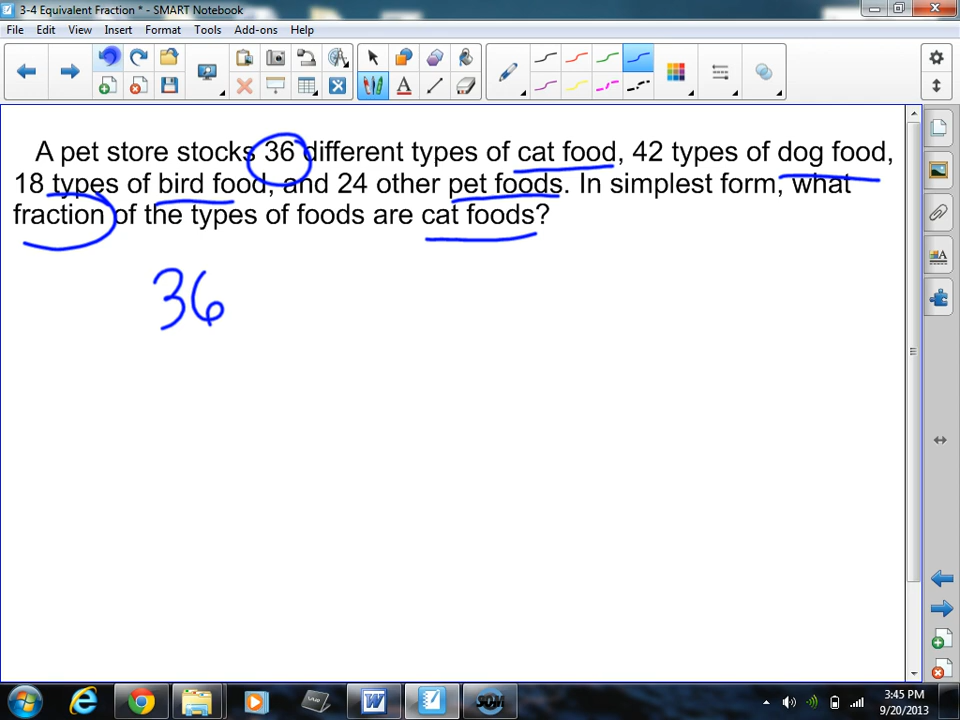 3-4 Equivalent Fraction * - SMART Notebook
File Edit View Insert Format Tools Add-ons Help
A pet store stocks 36 different types of cat food, 42 types of dog food,
18 types of bird food, and 24 other pet foods. In simplest form, what
fraction of the types of foods are cat foods?
36
3:45 PM
9/20/2013